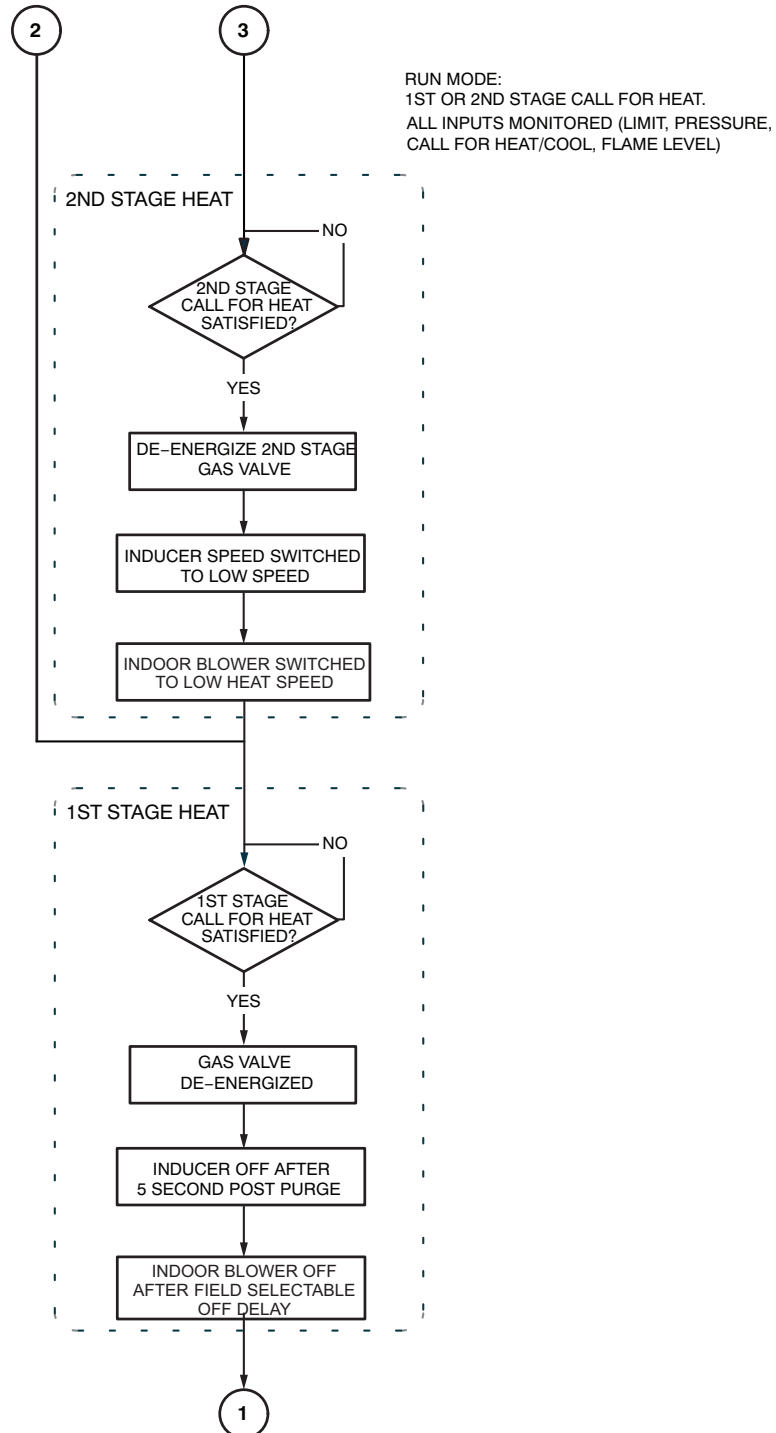 2
3
RUN MODE:
1ST OR 2ND STAGE CALL FOR HEAT.
ALL INPUTS MONITORED (LIMIT, PRESSURE,
CALL FOR HEAT/COOL, FLAME LEVEL)
2ND STAGE HEAT
NO
2ND STAGE
CALL FOR HEAT
SATISFIED?
YES
DE−ENERGIZE 2ND STAGE
GAS VALVE
INDUCER SPEED SWITCHED
TO LOW SPEED
INDOOR BLOWER SWITCHED
TO LOW HEAT SPEED
1ST STAGE HEAT
NO
1ST STAGE
CALL FOR HEAT
SATISFIED?
YES
GAS VALVE
DE−ENERGIZED
INDUCER OFF AFTER
5 SECOND POST PURGE
INDOOR BLOWER OFF
AFTER FIELD SELECTABLE
OFF DELAY
1